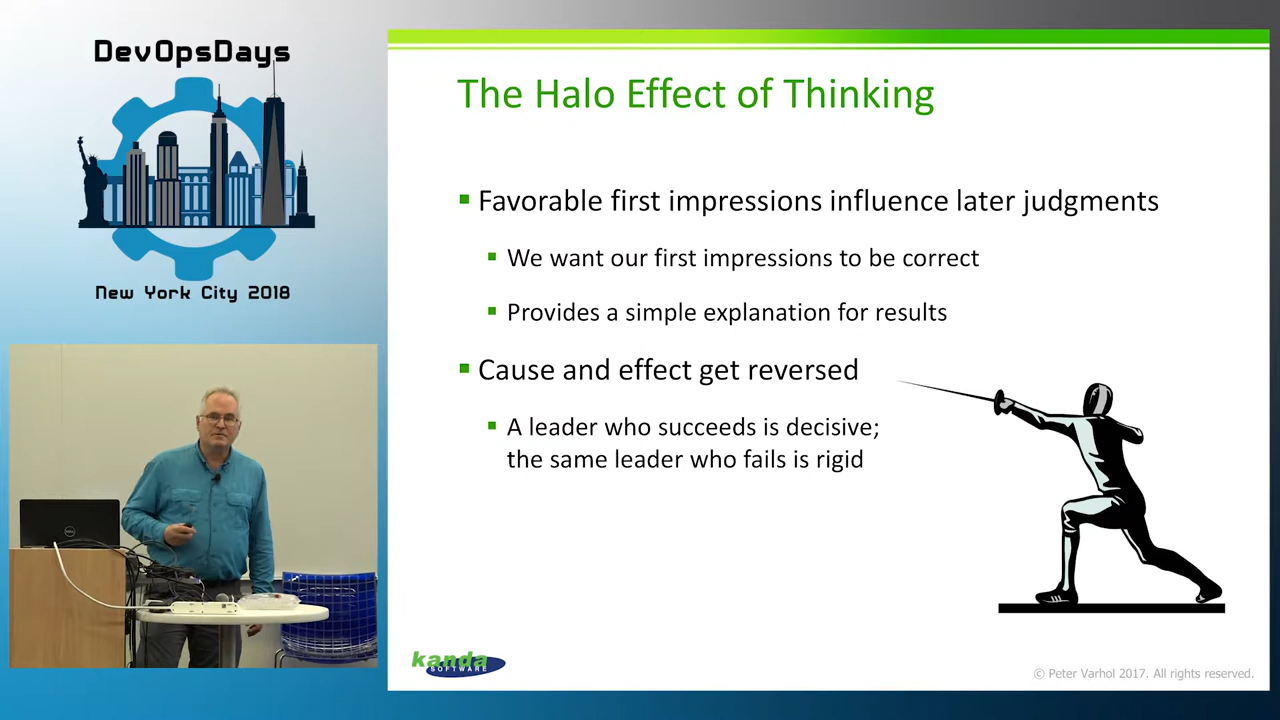 DevOpsDays
New York City 2018
The Halo Effect of Thinking
Favorable first impressions influence later judgments
We want our first impressions to be correct
Provides a simple explanation for results
Cause and effect get reversed
A leader who succeeds is decisive;
the same leader who fails is rigid
DELL
kanda
SOFTWARE
© Peter Varhol 2017. All rights reserved.